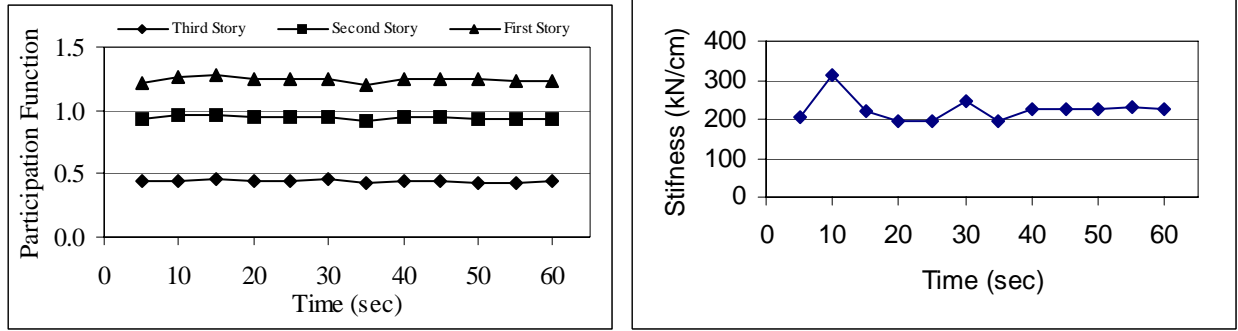 Third Story Second Story First Story
Participation Function
1.5
1.0
0.5
0.0
0 10 20 30 40 50 60
Time (sec)
Stifness (kN/cm)
400
300
200
100
0
0 10 20 30 40 50 60
Time (sec)